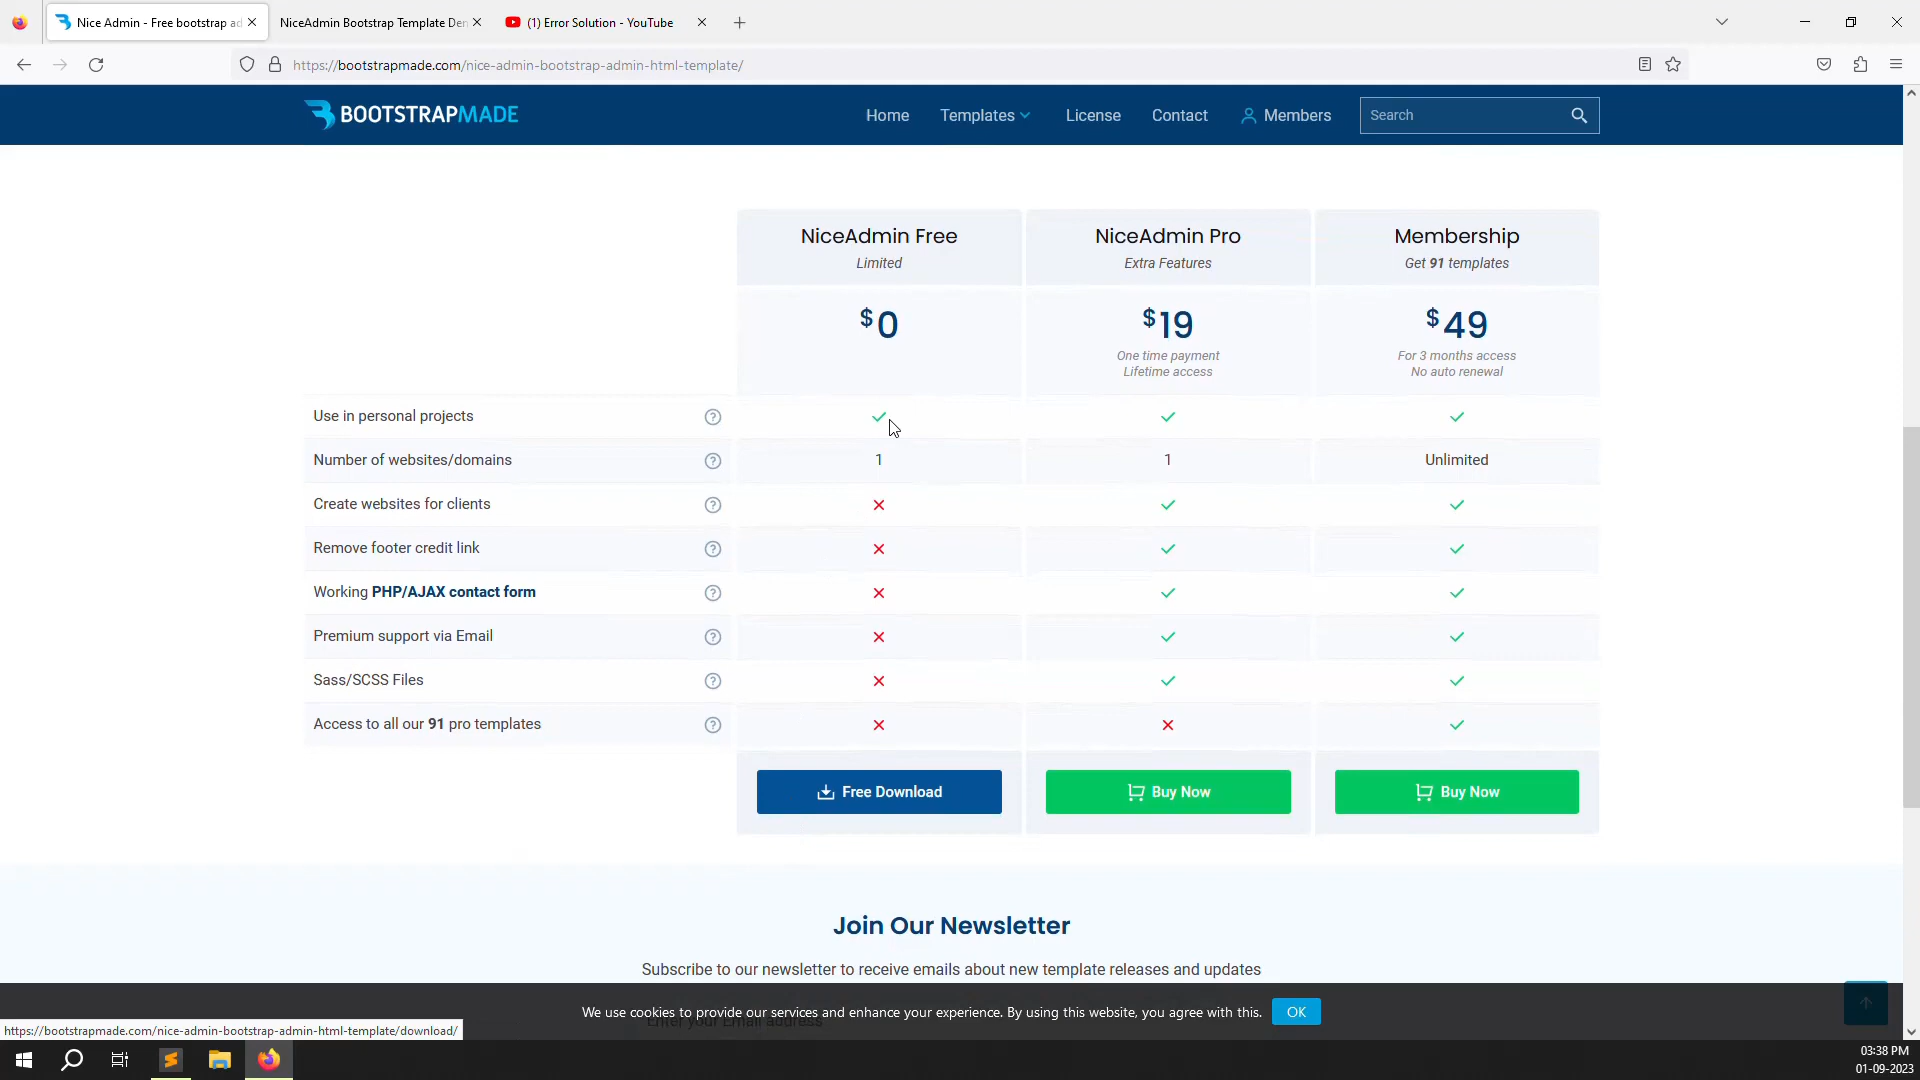 Nice Admin - Free bootstrap ad
NiceAdmin Bootstrap Template Den
(1) Error Solution - YouTube
https://bootstrapmade.com/nice-admin-bootstrap-admin-html-template/
BOOTSTRAPMADE
Home
Templates
License
Contact
Members
Search
NiceAdmin Free
Limited
NiceAdmin Pro
Extra Features
Membership
Get 91 templates
$0
$19
One time payment
Lifetime access
$49
For 3 months access
No auto renewal
Use in personal projects
Number of websites/domains
1
1
Unlimited
Create websites for clients
Remove footer credit link
Working PHP/AJAX contact form
Premium support via Email
Sass/SCSS Files
Access to all our 91 pro templates
Free Download
Buy Now
Buy Now
Join Our Newsletter
Subscribe to our newsletter to receive emails about new template releases and updates
We use cookies to provide our services and enhance your experience. By using this website, you agree with this.
OK
Enter your Email address
https://bootstrapmade.com/nice-admin-bootstrap-admin-html-template/download/
03:38 PM
01-09-2023